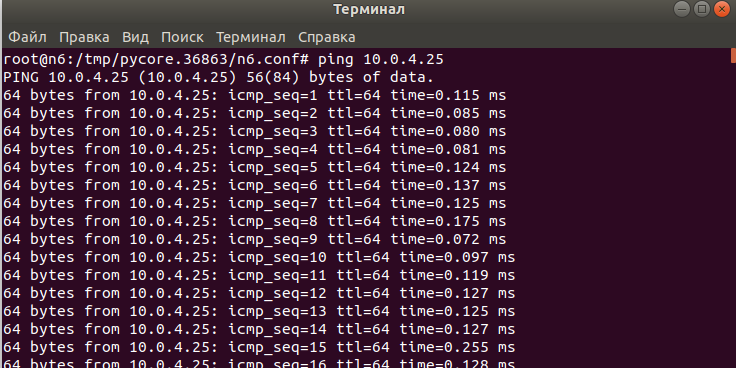 Терминал
Файл Правка Вид Поиск Терминал Справка
root@n6:/tmp/pycore.36863/n6.conf# ping 10.0.4.25
PING 10.0.4.25 (10.0.4.25) 56(84) bytes of data.
64 bytes from 10.0.4.25: icmp_seq=1 ttl=64 time=0.115 ms
64 bytes from 10.0.4.25: icmp_seq=2 ttl=64 time=0.085 ms
64 bytes from 10.0.4.25: icmp_seq=3 ttl=64 time=0.080 ms
64 bytes from 10.0.4.25: icmp_seq=4 ttl=64 time=0.081 ms
64 bytes from 10.0.4.25: icmp_seq=5 ttl=64 time=0.124 ms
64 bytes from 10.0.4.25: icmp_seq=6 ttl=64 time=0.137 ms
64 bytes from 10.0.4.25: icmp_seq=7 ttl=64 time=0.125 ms
64 bytes from 10.0.4.25: icmp_seq=8 ttl=64 time=0.175 ms
64 bytes from 10.0.4.25: icmp_seq=9 ttl=64 time=0.072 ms
64 bytes from 10.0.4.25: icmp_seq=10 ttl=64 time=0.097 ms
64 bytes from 10.0.4.25: icmp_seq=11 ttl=64 time=0.119 ms
64 bytes from 10.0.4.25: icmp_seq=12 ttl=64 time=0.127 ms
64 bytes from 10.0.4.25: icmp_seq=13 ttl=64 time=0.125 ms
64 bytes from 10.0.4.25: icmp_seq=14 ttl=64 time=0.127 ms
64 bytes from 10.0.4.25: icmp_seq=15 ttl=64 time=0.255 ms
64 bytes from 10.0.4.25: icmp_seq=16 ttl=64 time=0.128 ms